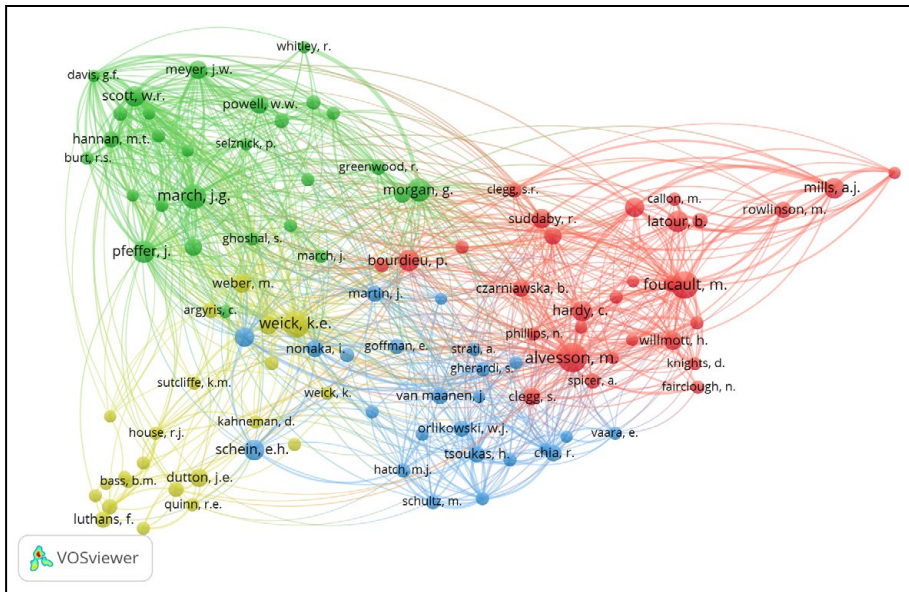 whitley, r.
davis, g.f.
meyer, j.w.
scott, w.r.
powell, w.w.
hannan, m.t.
selznick, p.
burt, r.s.
greenwood, r.
march, j.g.
morgan, g.
clegg, s.r.
mills, a.j.
callon, m.
rowlinson, m.
suddaby, r.
latour, b.
ghoshal, s.
pfeffer, j.
march, j.
bourdieu, p.
weber, m.
martin, j.
czarniawska, b.
foucault, m.
argyris, c.
hardy, c.
weick, k.e.
phillips, n.
willmott, h.
nonaka, i.
goffman, e.
strati, a.
alvesson, m.
gherardi, s.
knights, d.
sutcliffe, k.m.
spicer, a.
fairclough, n.
weick, k.
van maanen, j.
clegg, s.
kahneman, d.
house, r.j.
orlikowski, w.j.
vaara, e.
schein, e.h.
tsoukas, h.
chia, r.
hatch, m.j.
bass, b.m.
dutton, j.e.
schultz, m.
quinn, r.e.
luthans, f.
VOSviewer